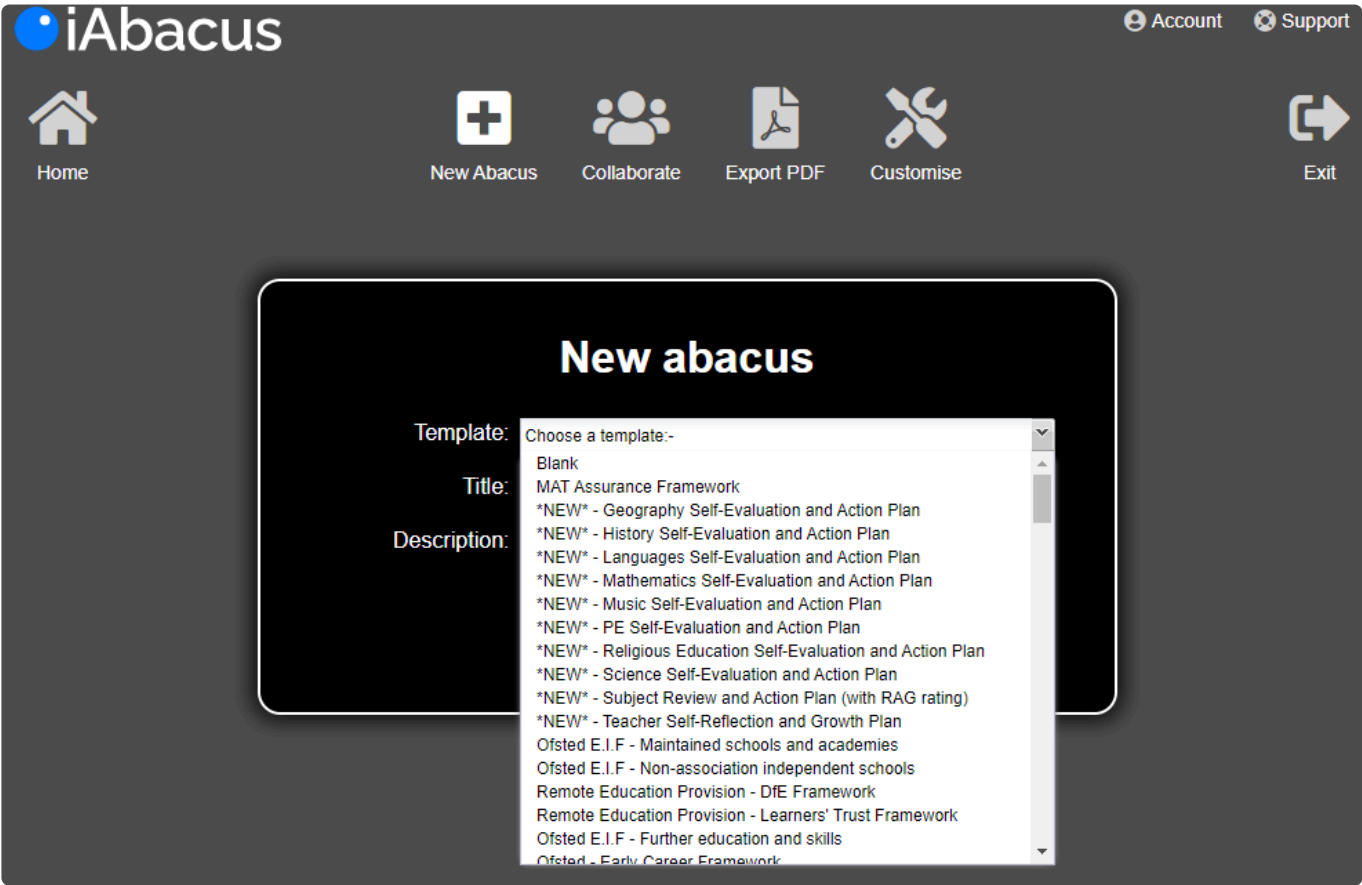 iAbacus
Account
Support
Home
New Abacus
Collaborate
Export PDF
Customise
Exit
New abacus
Template:
Choose a template:-
Blank
Title:
MAT Assurance Framework
*NEW* - Geography Self-Evaluation and Action Plan
*NEW* - History Self-Evaluation and Action Plan
Description:
*NEW* - Languages Self-Evaluation and Action Plan
*NEW* - Mathematics Self-Evaluation and Action Plan
*NEW* - Music Self-Evaluation and Action Plan
*NEW* - PE Self-Evaluation and Action Plan
*NEW* - Religious Education Self-Evaluation and Action Plan
*NEW* - Science Self-Evaluation and Action Plan
*NEW* - Subject Review and Action Plan (with RAG rating)
*NEW* - Teacher Self-Reflection and Growth Plan
Ofsted E.I.F - Maintained schools and academies
Ofsted E.I.F - Non-association independent schools
Remote Education Provision - DfE Framework
Remote Education Provision - Learners' Trust Framework
Ofsted E.I.F - Further education and skills
Ofsted - Early Career Framework